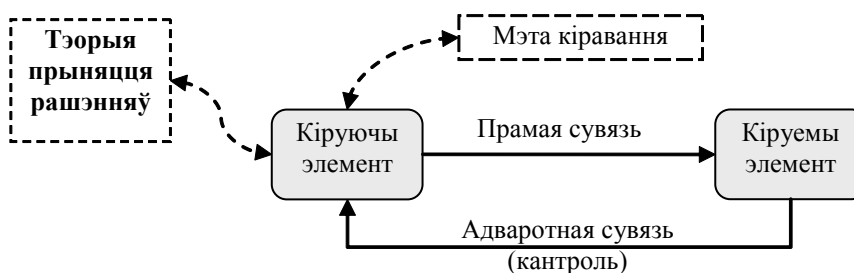 Тэорыя
прыняцця
рашэнняў
Мэта кіравання
Кіруючы
элемент
Прамая сувязь
Кіруемы
элемент
Адваротная сувязь
(кантроль)